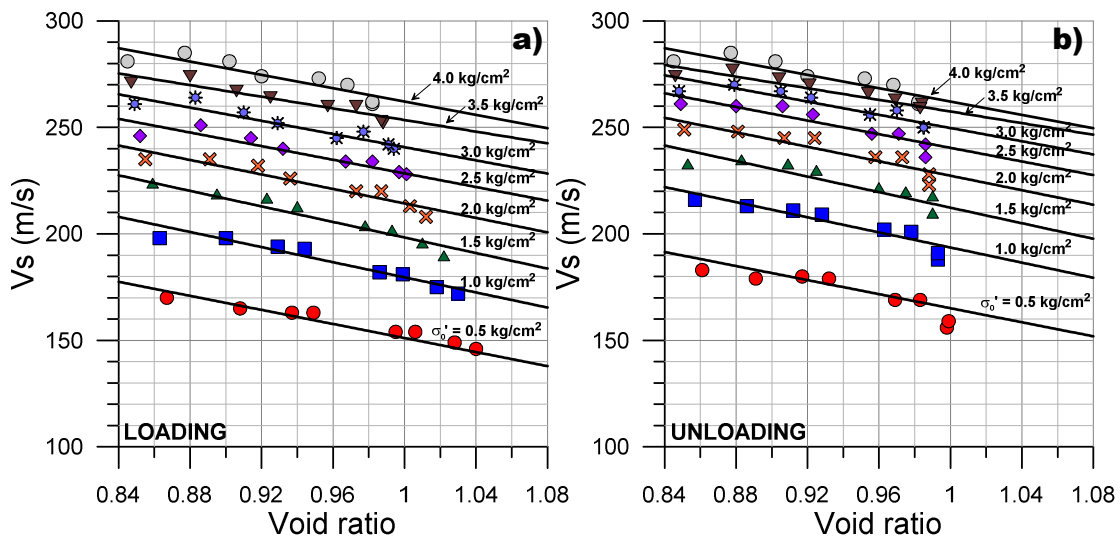 300
250
200
150
100
Vs (m/s)
a)
4.0 kg/cm²
3.5 kg/cm²
3.0 kg/cm²
2.5 kg/cm²
2.0 kg/cm²
1.5 kg/cm²
1.0 kg/cm²
σ₀' = 0.5 kg/cm²
LOADING
0.84 0.88 0.92 0.96 1 1.04 1.08
Void ratio
300
250
200
150
100
Vs (m/s)
b)
4.0 kg/cm²
3.5 kg/cm²
3.0 kg/cm²
2.5 kg/cm²
2.0 kg/cm²
1.5 kg/cm²
1.0 kg/cm²
σ₀' = 0.5 kg/cm²
UNLOADING
0.84 0.88 0.92 0.96 1 1.04 1.08
Void ratio